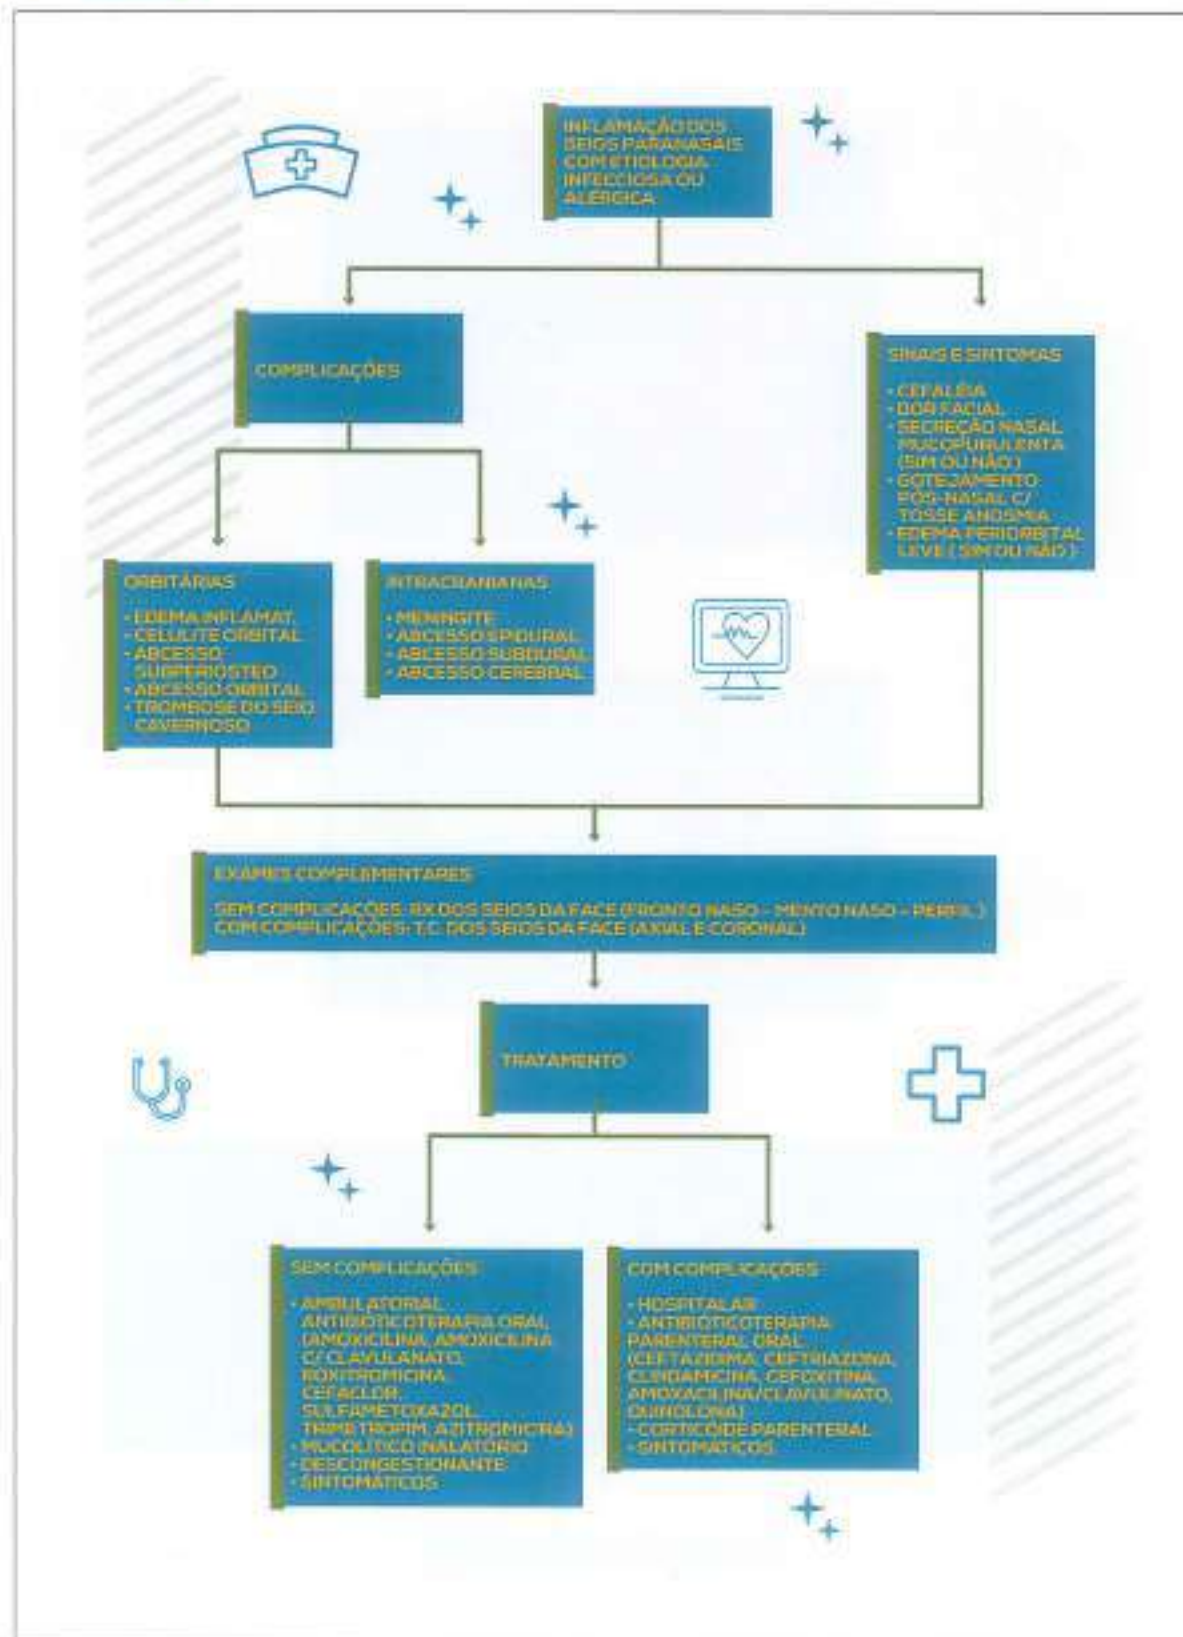 INFLAMAÇÃO DOS
SEIOS PARANASAIS
COM ETIOLOGIA
INFECCIOSA OU
ALÉRGICA
COMPLICAÇÕES
SINAIS E SINTOMAS
• CEFALÉIA
• DOR FACIAL
• SECREÇÃO NASAL
MUCOPURULENTA
(SIM OU NÃO )
• GOTEJAMENTO
PÓS-NASAL C/
TOSSE ANOSMIA
• EDEMA PERIORBITAL
LEVE ( SIM OU NÃO )
ORBITÁRIAS
• EDEMA INFLAMAT.
• CELULITE ORBITAL
• ABCESSO
SUBPERIÓSTEO
• ABCESSO ORBITAL
• TROMBOSE DO SEIO
CAVERNOSO
INTRACRANIANAS
• MENINGITE
• ABCESSO EPIDURAL
• ABCESSO SUBDURAL
• ABCESSO CEREBRAL
EXAMES COMPLEMENTARES
SEM COMPLICAÇÕES: RX DOS SEIOS DA FACE (FRONTO NASO – MENTO NASO – PERFIL )
COM COMPLICAÇÕES: T.C. DOS SEIOS DA FACE (AXIAL E CORONAL)
TRATAMENTO
SEM COMPLICAÇÕES
• AMBULATORIAL
ANTIBIÓTICOTERAPIA ORAL
(AMOXICILINA, AMOXICILINA
C/ CLAVULANATO,
ROXITROMICINA,
CEFACLOR,
SULFAMETOXAZOL,
TRIMETROPIM, AZITROMICTRA)
• MUCOLÍTICO INALATÓRIO
• DESCONGESTIONANTE
• SINTOMÁTICOS
COM COMPLICAÇÕES
• HOSPITALAR
• ANTIBIÓTICOTERAPIA
PARENTERAL ORAL
(CEFTAZIDIMA, CEFTRIAZONA,
CLINDAMICINA, CEFOXITINA,
AMOXACILINA/CLAVULINATO,
QUINOLONA)
• CORTICÓIDE PARENTERAL
• SINTOMÁTICOS